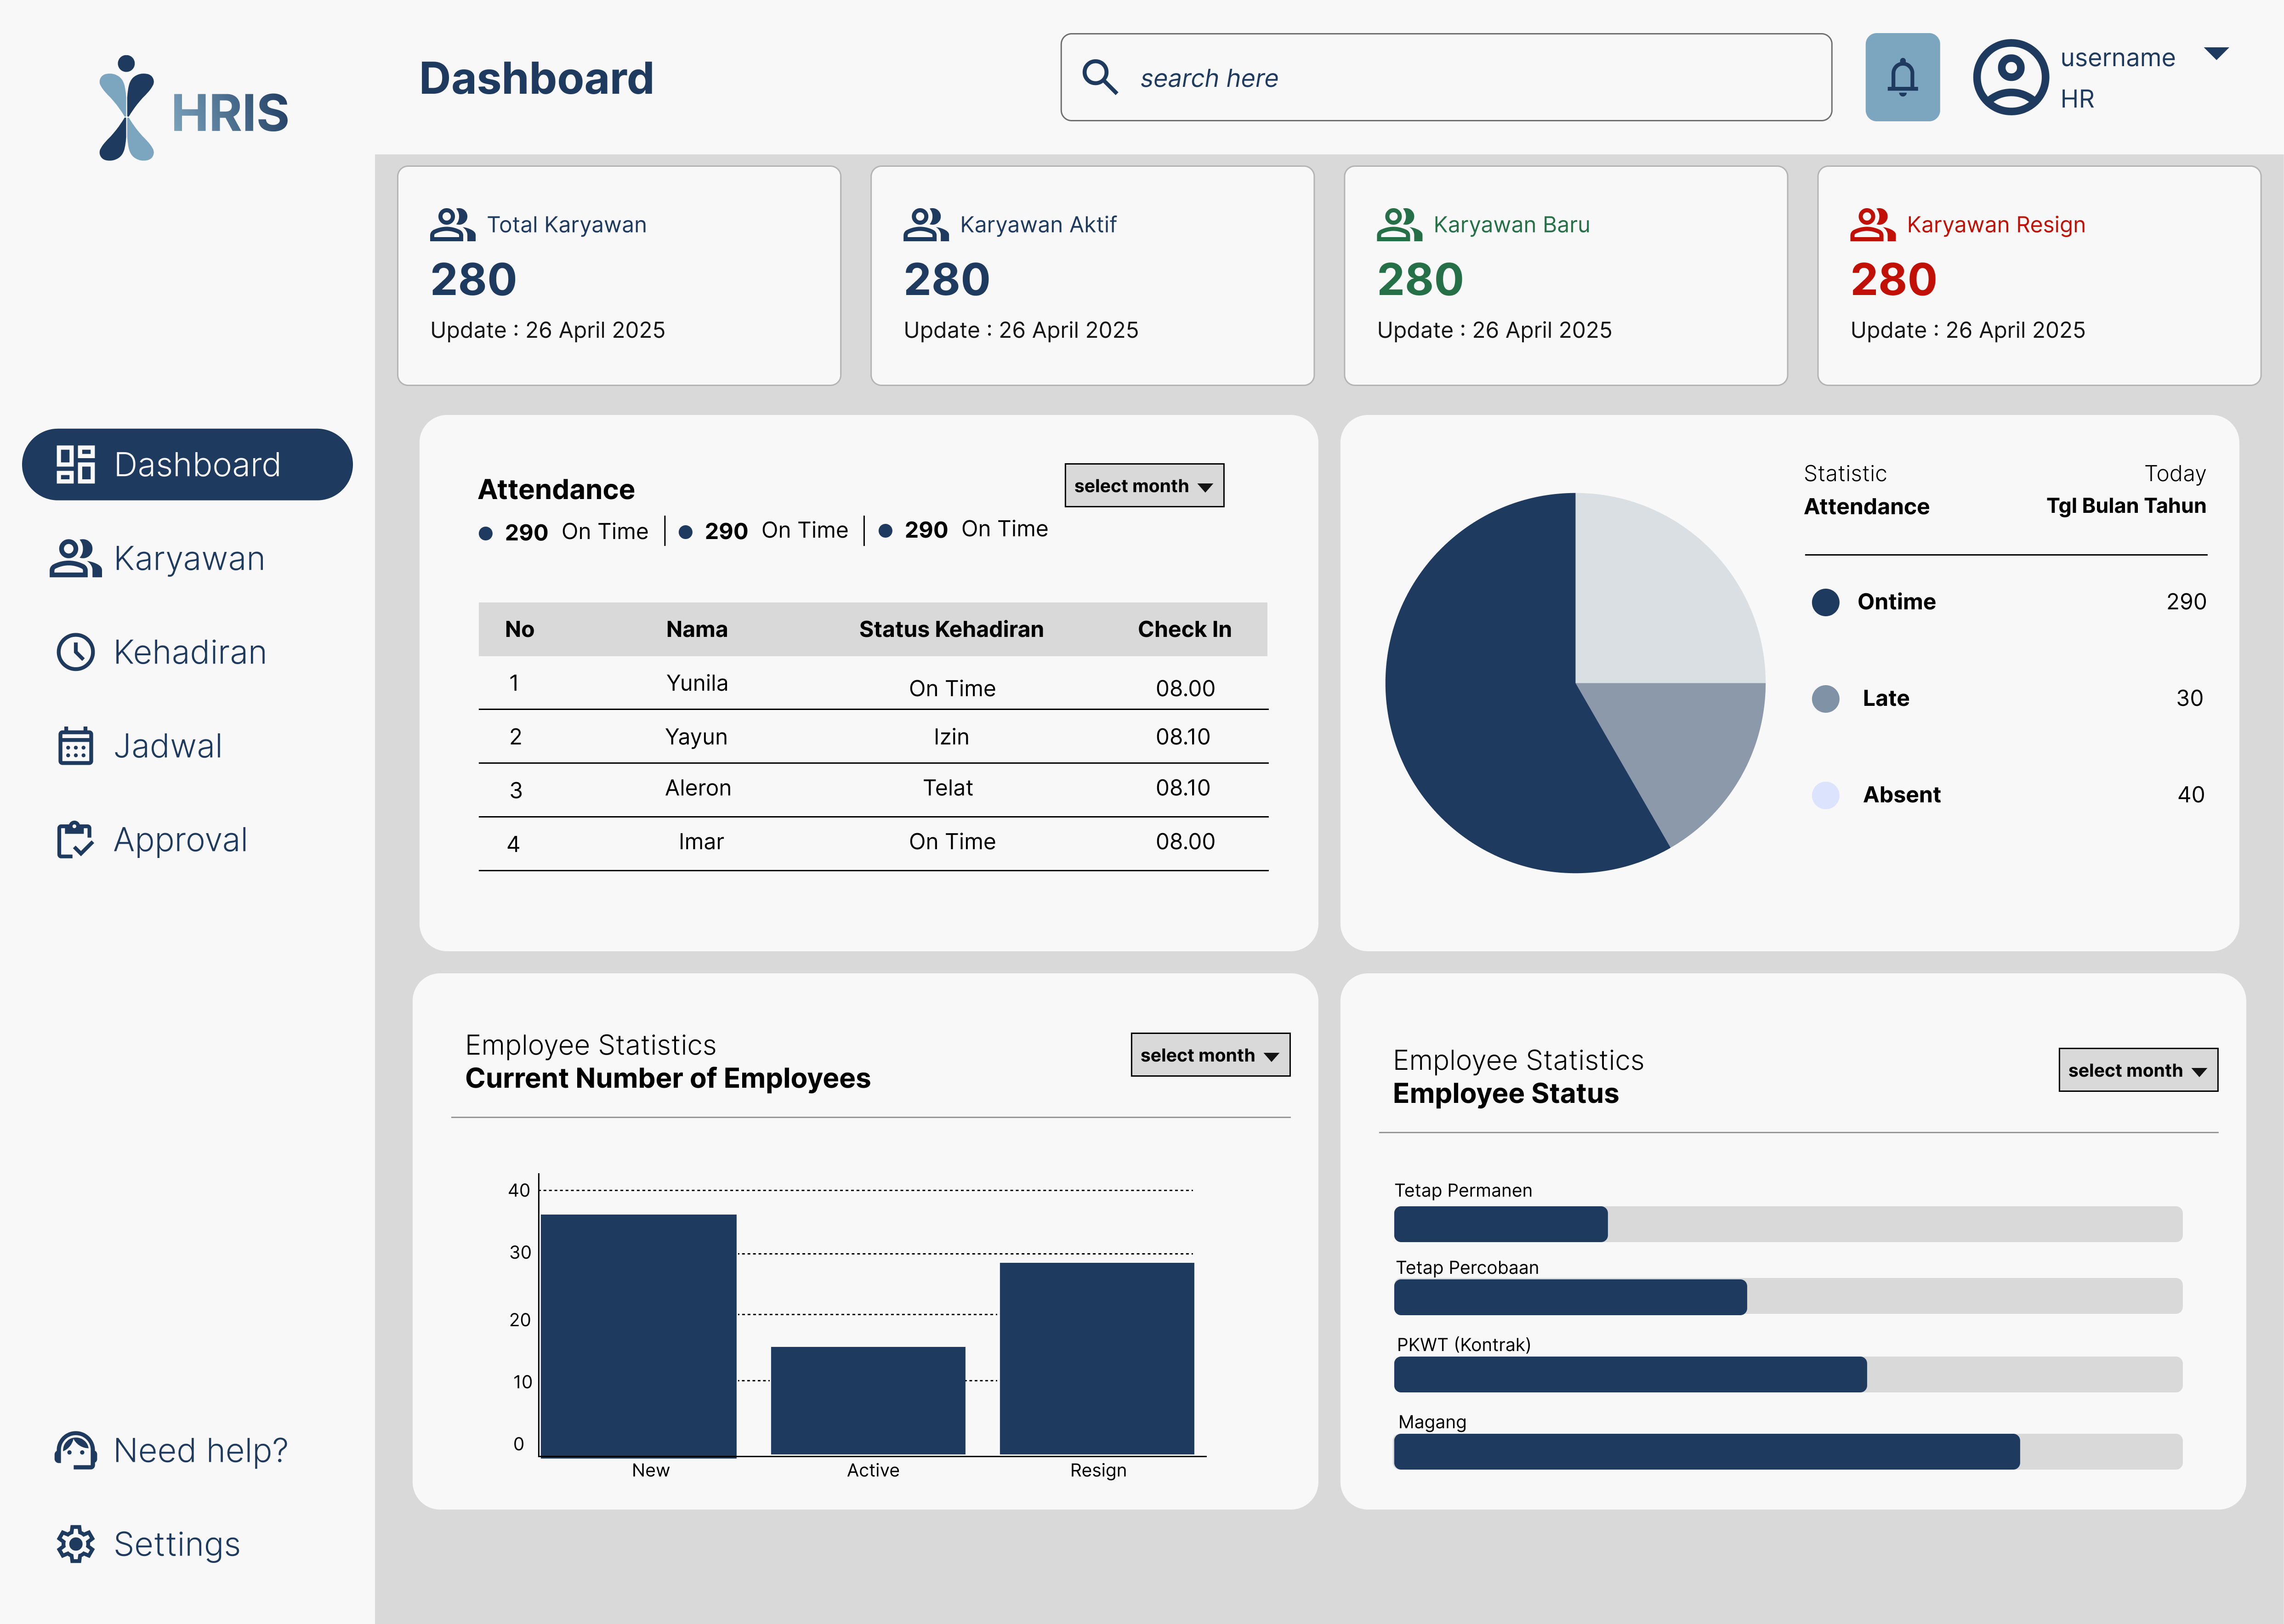 HRIS
Dashboard
search here
username
HR
Dashboard
Karyawan
Kehadiran
Jadwal
Approval
Need help?
Settings
Total Karyawan
280
Update : 26 April 2025
Karyawan Aktif
280
Update : 26 April 2025
Karyawan Baru
280
Update : 26 April 2025
Karyawan Resign
280
Update : 26 April 2025
Attendance
select month
290 On Time 290 On Time 290 On Time
No Nama Status Kehadiran Check In
1 Yunila On Time 08.00
2 Yayun Izin 08.10
3 Aleron Telat 08.10
4 Imar On Time 08.00
Statistic Today
Attendance Tgl Bulan Tahun
Ontime 290
Late 30
Absent 40
Employee Statistics
Current Number of Employees
select month
40
30
20
10
0
New Active Resign
Employee Statistics
Employee Status
select month
Tetap Permanen
Tetap Percobaan
PKWT (Kontrak)
Magang